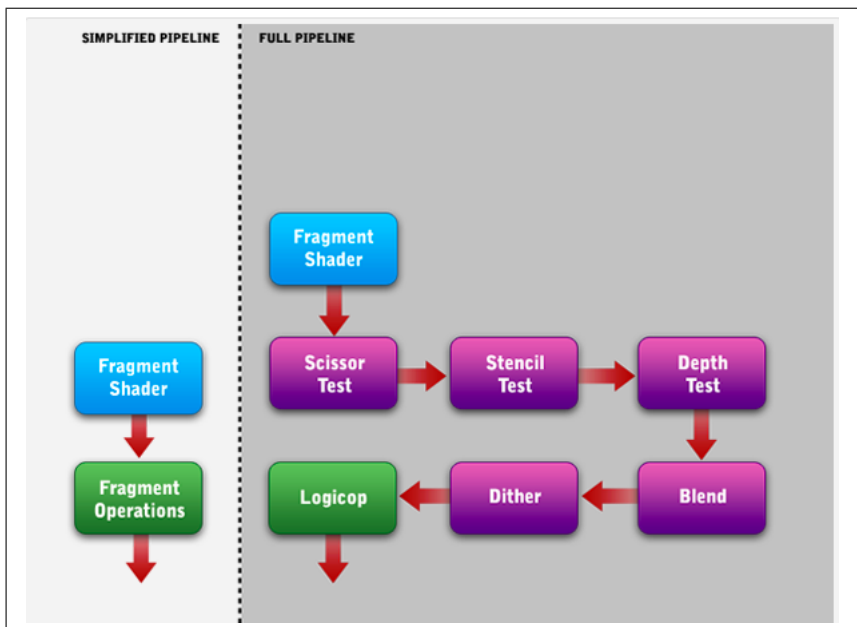 SIMPLIFIED PIPELINE
FULL PIPELINE
Fragment
Shader
Fragment
Operations
Fragment
Shader
Scissor
Test
Stencil
Test
Depth
Test
Blend
Dither
Logicop